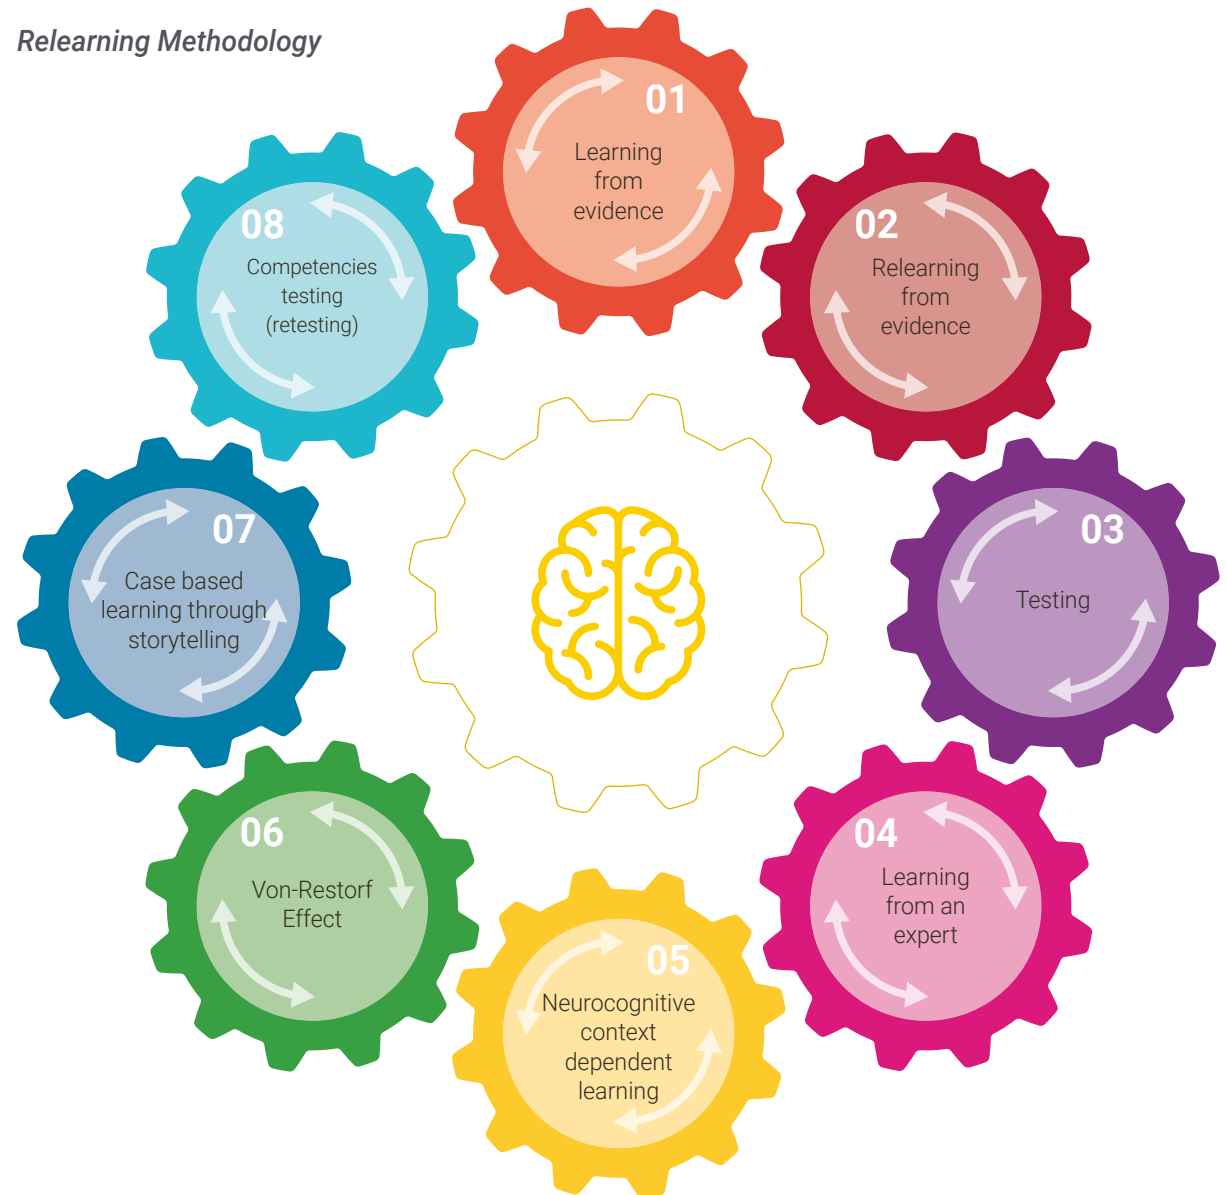 Relearning Methodology
01
Learning
from
evidence
02
Relearning
from
evidence
03
Testing
04
Learning
from an
expert
05
Neurocognitive
context
dependent
learning
06
Von-Restorf
Effect
07
Case based
learning through
storytelling
08
Competencies
testing
(retesting)